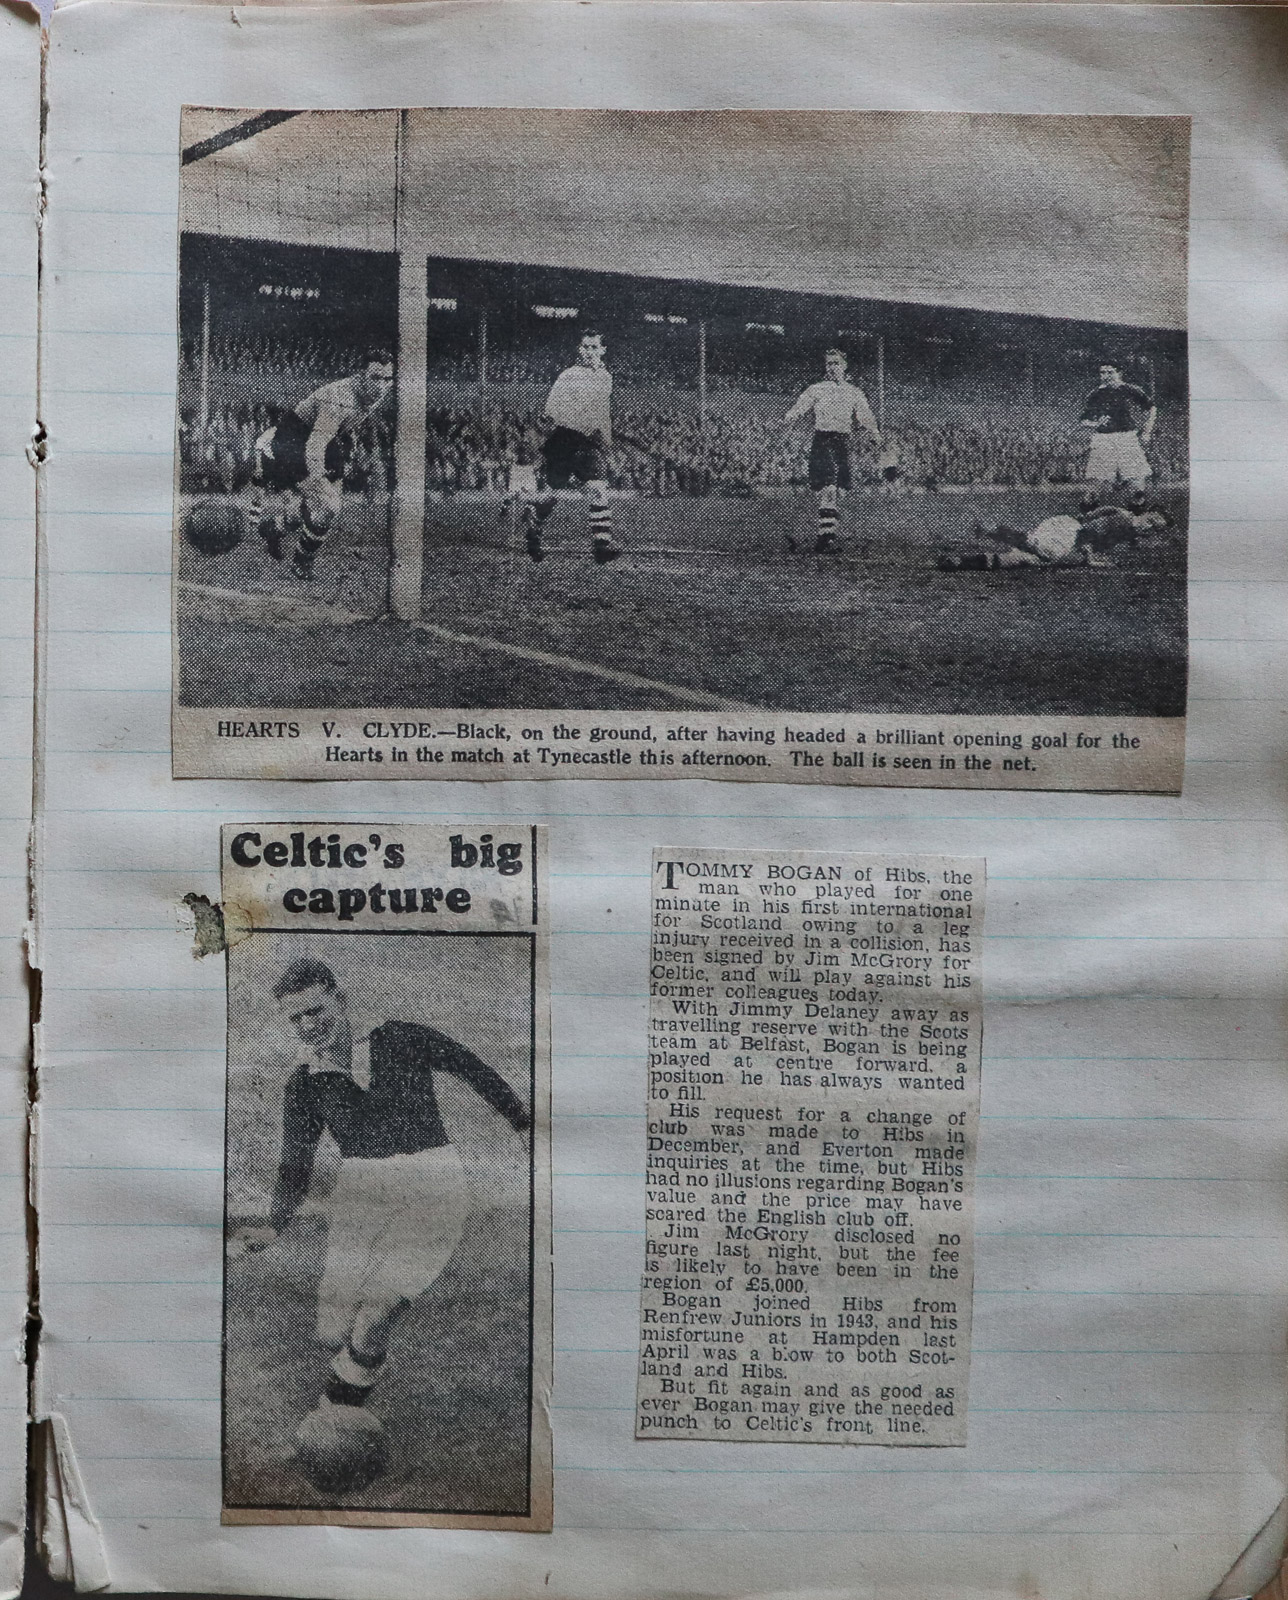 HEARTS V. CLYDE.—Black, on the ground, after having headed a brilliant opening goal for the
Hearts in the match at Tynecastle this afternoon. The ball is seen in the net.
Celtic's big
capture
TOMMY BOGAN of Hibs, the
man who played for one
minute in his first international
for Scotland owing to a leg
injury received in a collision, has
been signed by Jim McGrory for
Celtic, and will play against his
former colleagues today.
With Jimmy Delaney away as
travelling reserve with the Scots
team at Belfast, Bogan is being
played at centre forward, a
position he has always wanted
to fill.
His request for a change of
club was made to Hibs in
December, and Everton made
inquiries at the time, but Hibs
had no illusions regarding Bogan's
value and the price may have
scared the English club off.
Jim McGrory disclosed no
figure last night, but the fee
is likely to have been in the
region of £5,000.
Bogan joined Hibs from
Renfrew Juniors in 1943, and his
misfortune at Hampden last
April was a blow to both Scot-
land and Hibs.
But fit again and as good as
ever Bogan may give the needed
punch to Celtic's front line.